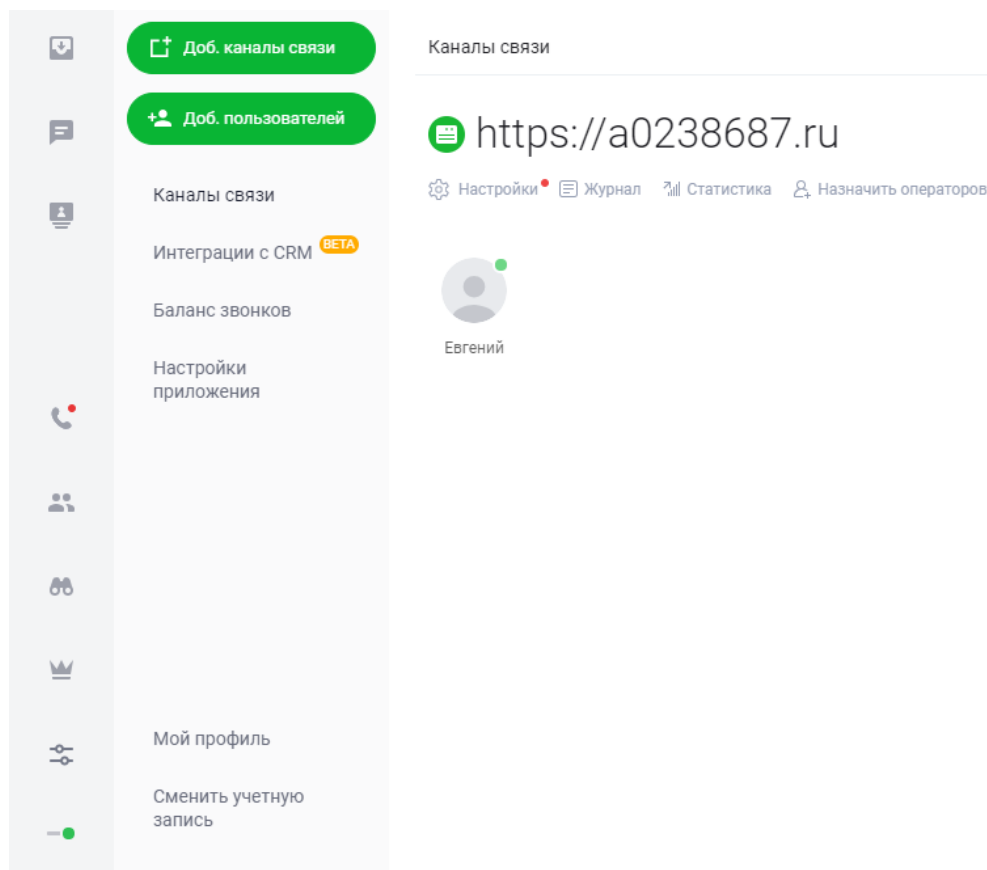 Доб. каналы связи
Доб. пользователей
Каналы связи
Интеграции с CRM BETA
Баланс звонков
Настройки
приложения
Мой профиль
Сменить учетную
запись
Каналы связи
https://a0238687.ru
Настройки Журнал Статистика Назначить операторов
Евгений